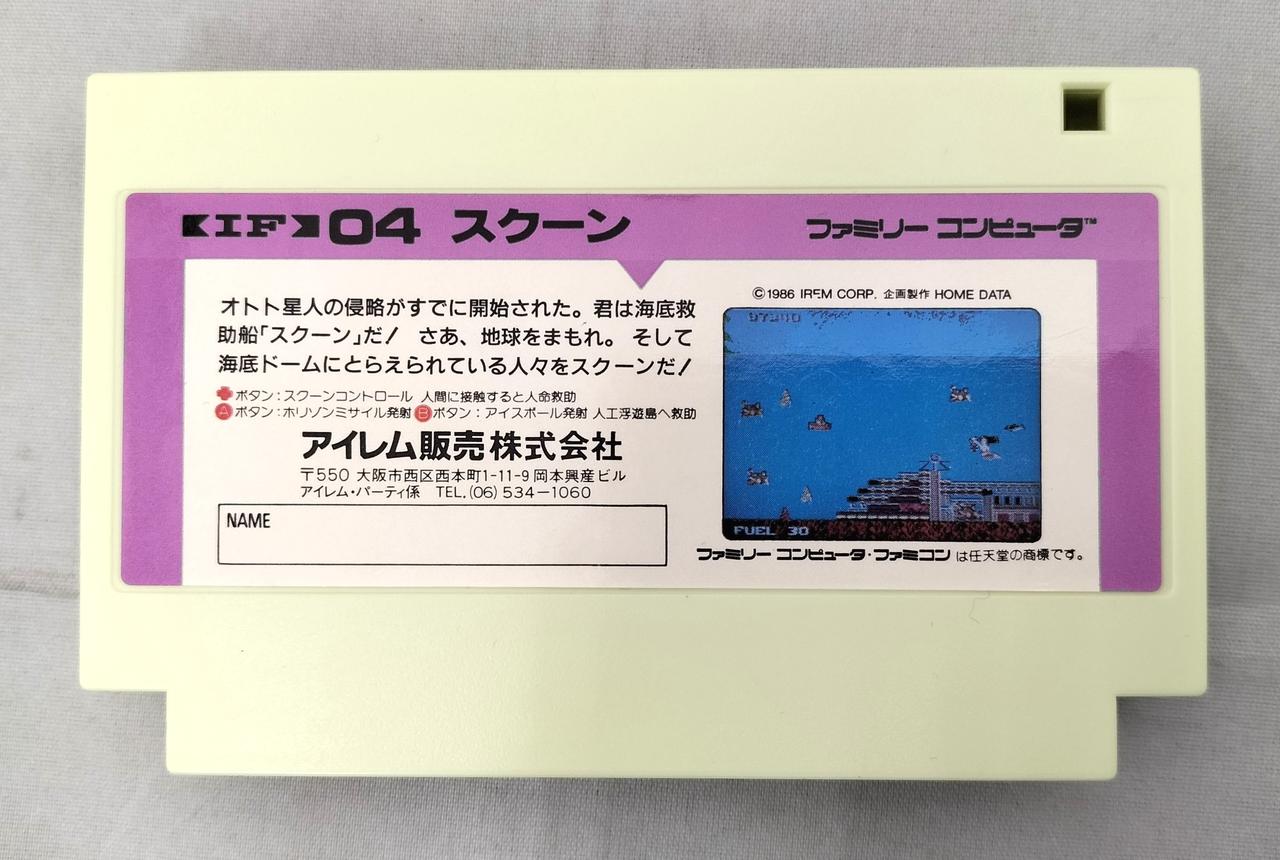 IF 04 スクーン
ファミリー コンピュータ™
オトト星人の侵略がすでに開始された。君は海底救
助船「スクーン」だ! さあ、地球をまもれ。そして
海底ドームにとらえられている人々をスクーンだ!
ボタン:スクーンコントロール 人間に接触すると人命救助
Aボタン:ホリゾンミサイル発射 Bボタン:アイスボール発射 人工浮遊島へ救助
アイレム販売株式会社
〒550 大阪市西区西本町1-11-9 岡本興産ビル
アイレム・パーティ係 TEL.(06)534-1060
NAME
©1986 IREM CORP. 企画製作 HOME DATA
FUEL 30
ファミリー コンピュータ・ファミコン は任天堂の商標です。